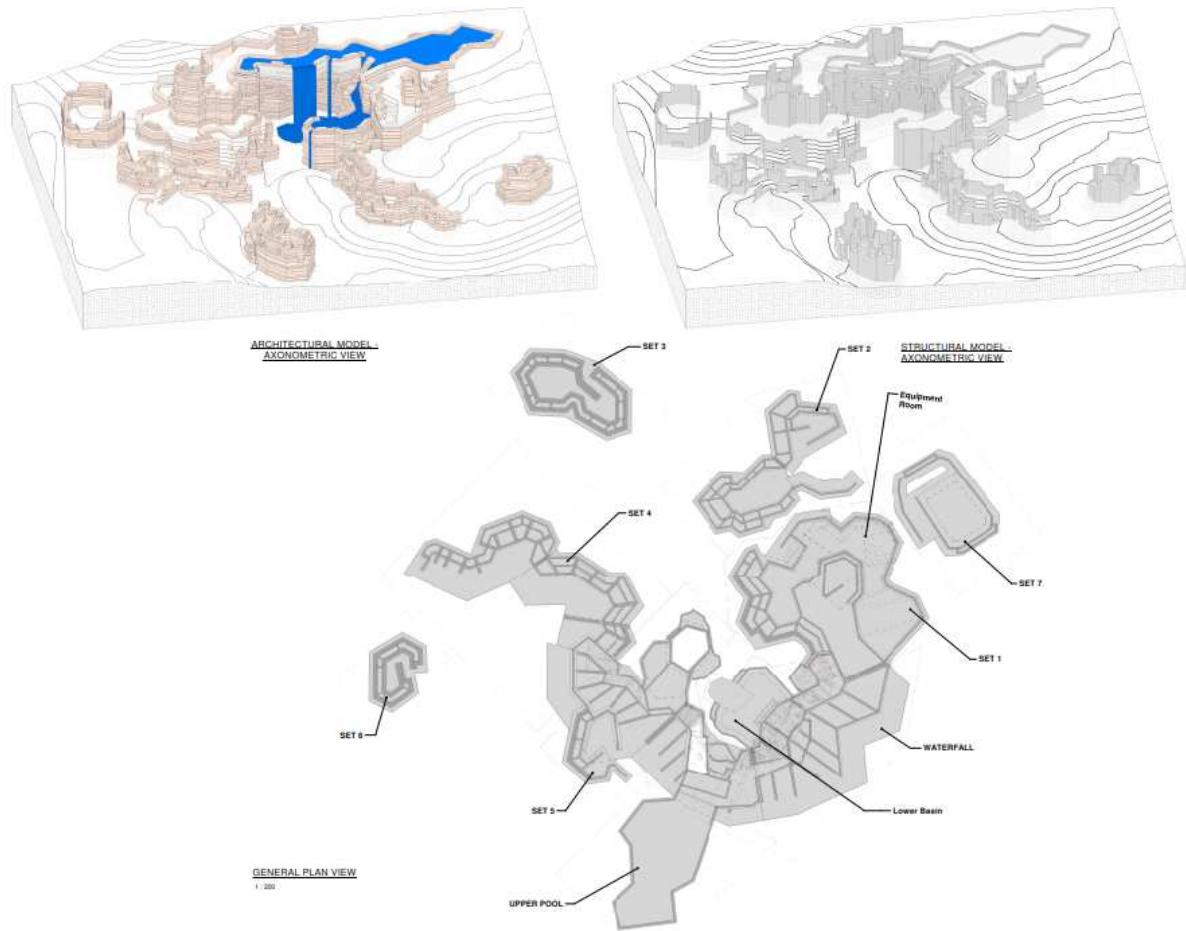 ARCHITECTURAL MODEL -
AXONOMETRIC VIEW
STRUCTURAL MODEL -
AXONOMETRIC VIEW
SET 3
SET 2
Equipment
Room
SET 4
SET 7
SET 1
SET 6
WATERFALL
SET 5
Lower Basin
GENERAL PLAN VIEW
1 : 200
UPPER POOL